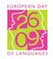 EUROPEAN DAY
26
09
OF LANGUAGES